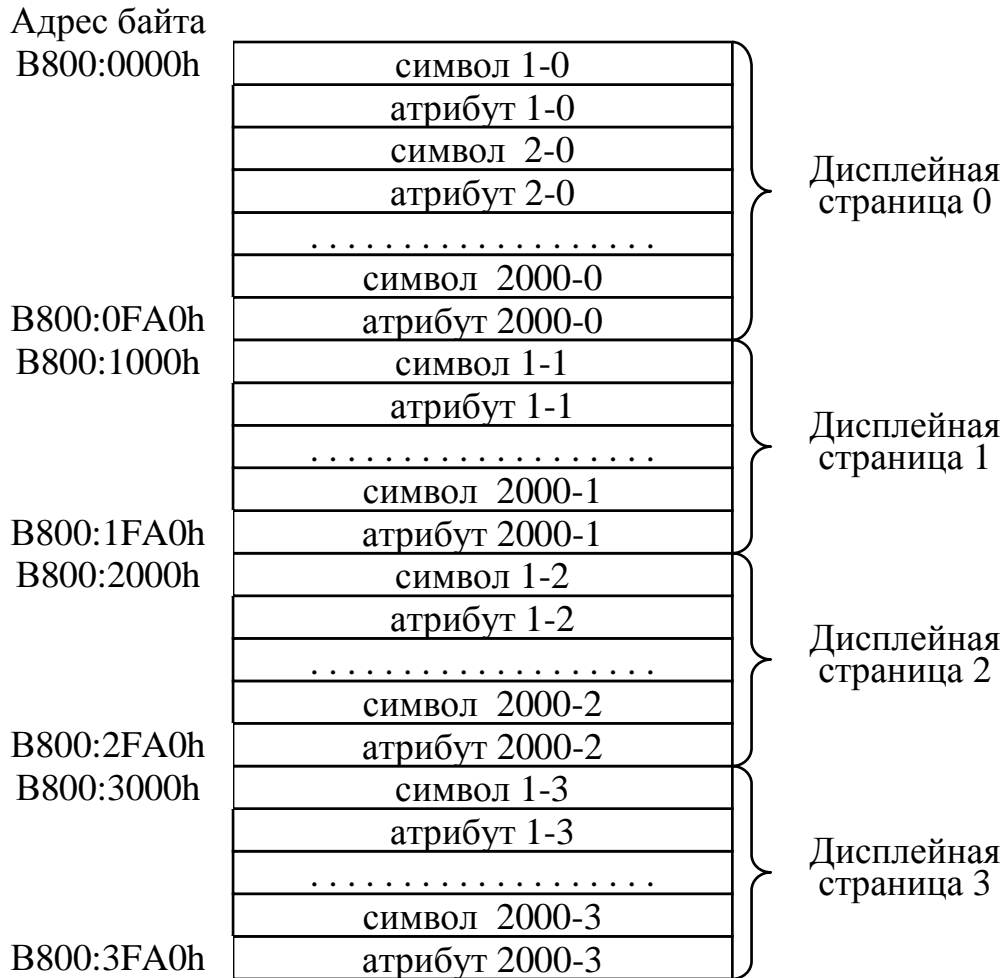 Адрес байта
B800:0000h символ 1-0
атрибут 1-0
символ 2-0
атрибут 2-0
Дисплейная
страница 0
. . . . . . . . . . . . . . . . . . .
символ 2000-0
B800:0FA0h атрибут 2000-0
B800:1000h символ 1-1
атрибут 1-1
Дисплейная
страница 1
. . . . . . . . . . . . . . . . . . .
символ 2000-1
B800:1FA0h атрибут 2000-1
B800:2000h символ 1-2
атрибут 1-2
Дисплейная
страница 2
. . . . . . . . . . . . . . . . . . .
символ 2000-2
B800:2FA0h атрибут 2000-2
B800:3000h символ 1-3
атрибут 1-3
Дисплейная
страница 3
. . . . . . . . . . . . . . . . . . .
символ 2000-3
B800:3FA0h атрибут 2000-3